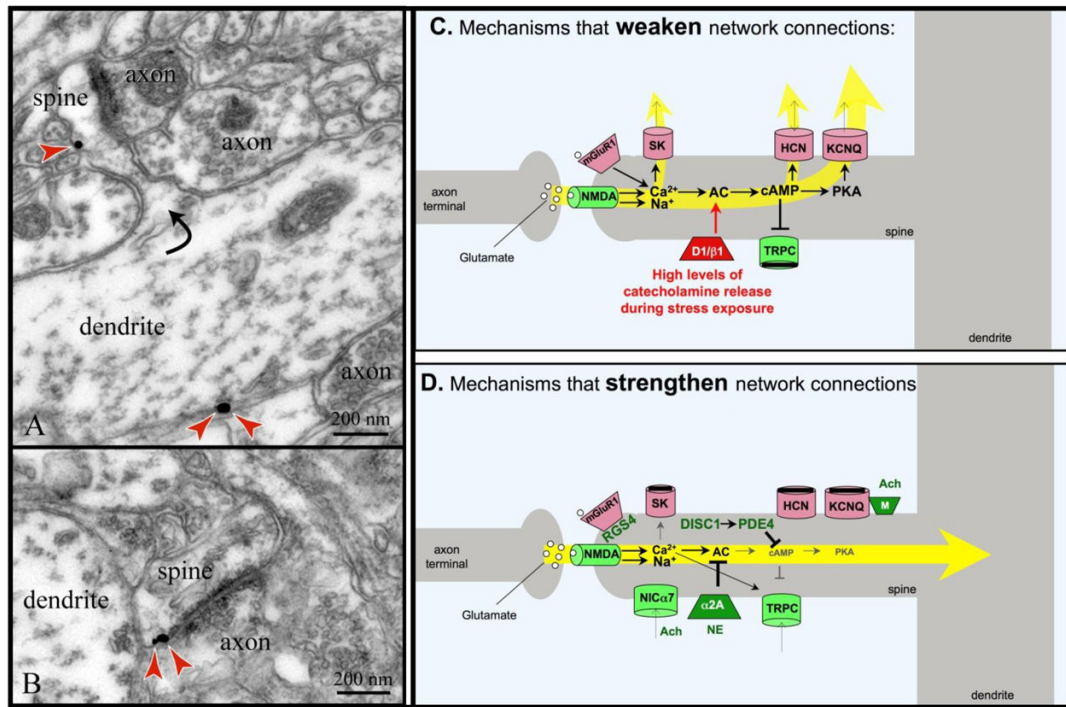 axon
spine
axon
dendrite
axon
200 nm
A
spine
dendrite
axon
200 nm
B
C. Mechanisms that weaken network connections:
mGluR1
SK
HCN
KCNQ
axon
terminal
NMDA
Ca²⁺
Na⁺
AC
cAMP
PKA
spine
Glutamate
D1/β1
TRPC
High levels of
catecholamine release
during stress exposure
dendrite
D. Mechanisms that strengthen network connections
mGluR1
RGS4
SK
HCN
KCNQ
Ach
M
DISC1
PDE4
axon
terminal
NMDA
Ca²⁺
Na⁺
AC
cAMP
PKA
spine
Glutamate
NICα7
Ach
α2A
NE
TRPC
dendrite